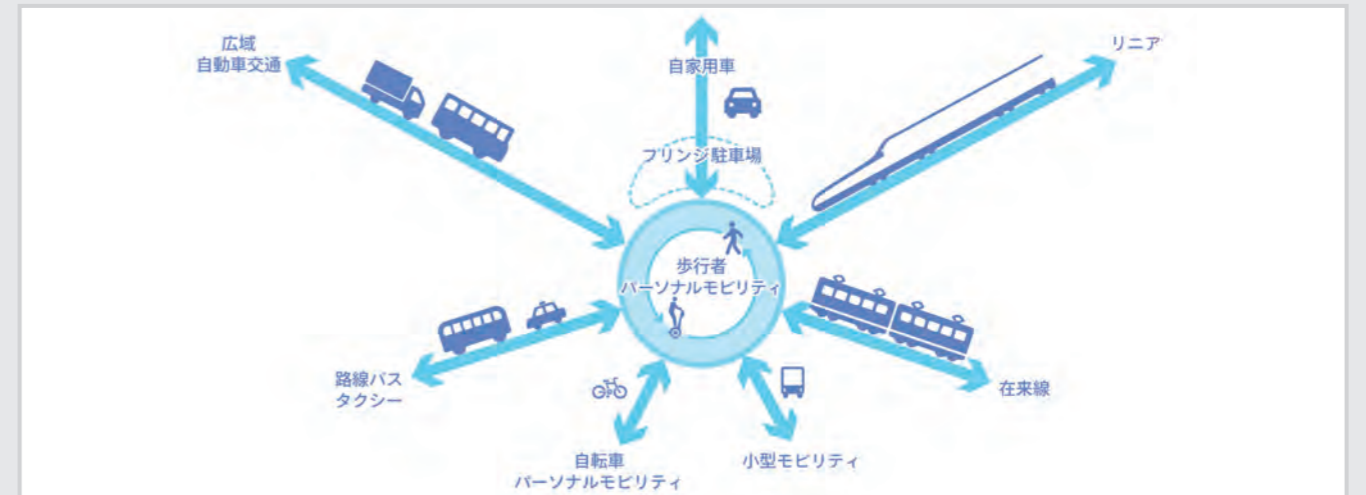 広域
自動車交通
自家用車
リニア
フリンジ駐車場
歩行者
パーソナルモビリティ
路線バス
タクシー
在来線
自転車
パーソナルモビリティ
小型モビリティ